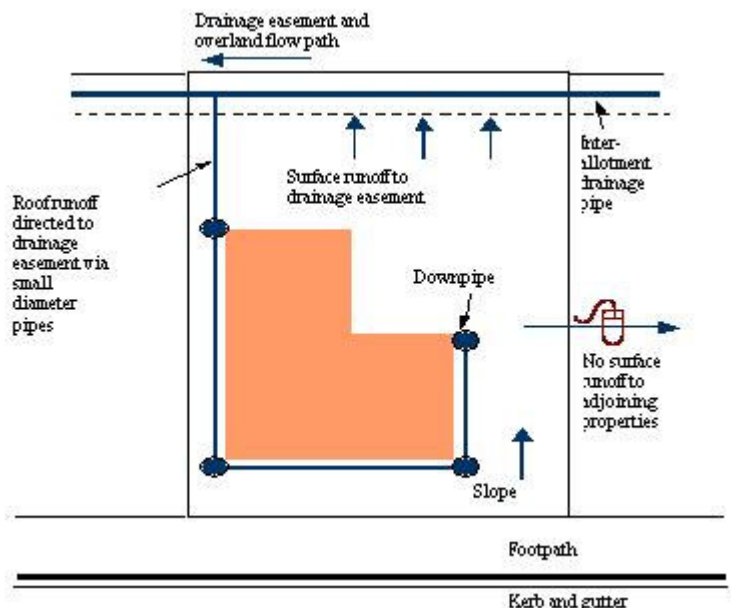 Drainage easement and
overland flow path
Inter-
allotment
drainage
pipe
Surface runoff to
drainage easement
Roof runoff
directed to
drainage
easement via
small
diameter
pipes
Downpipe
No surface
runoff to
adjoining
properties
Slope
Footpath
Kerb and gutter